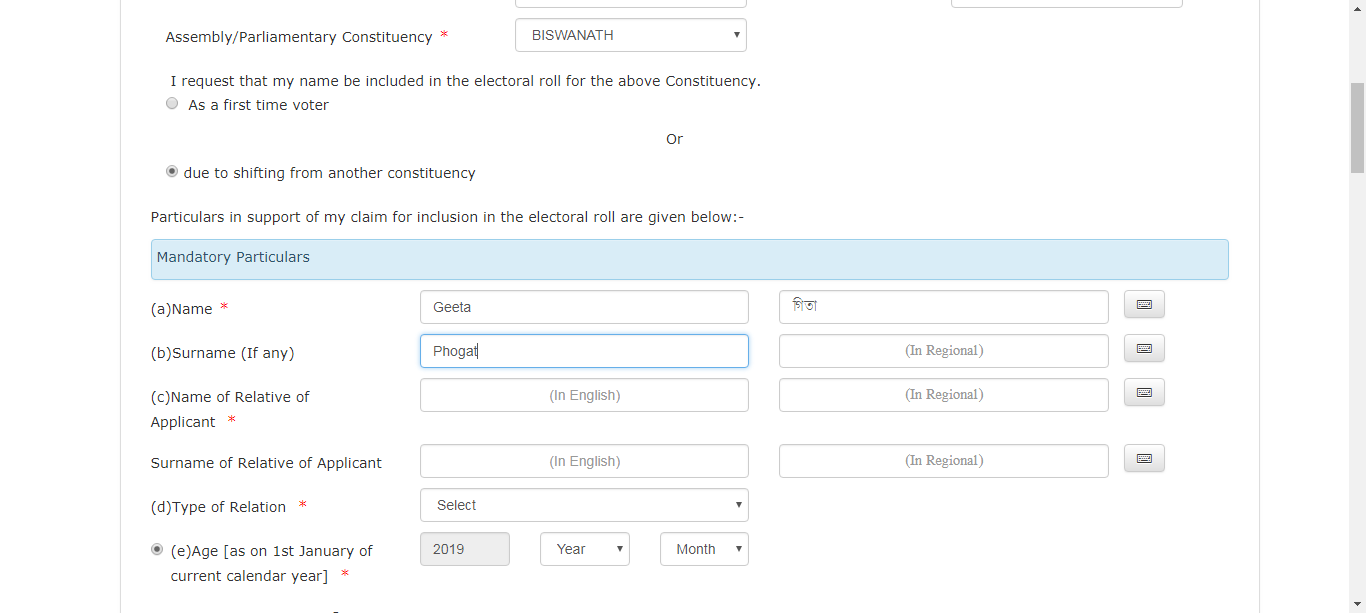 Assembly/Parliamentary Constituency *
BISWANATH
I request that my name be included in the electoral roll for the above Constituency.
As a first time voter
Or
due to shifting from another constituency
Particulars in support of my claim for inclusion in the electoral roll are given below:-
Mandatory Particulars
(a)Name * Geeta গিতা
(b)Surname (If any) Phogat (In Regional)
(c)Name of Relative of
Applicant * (In English) (In Regional)
Surname of Relative of Applicant (In English) (In Regional)
(d)Type of Relation * Select
(e)Age [as on 1st January of
current calendar year] * 2019 Year Month